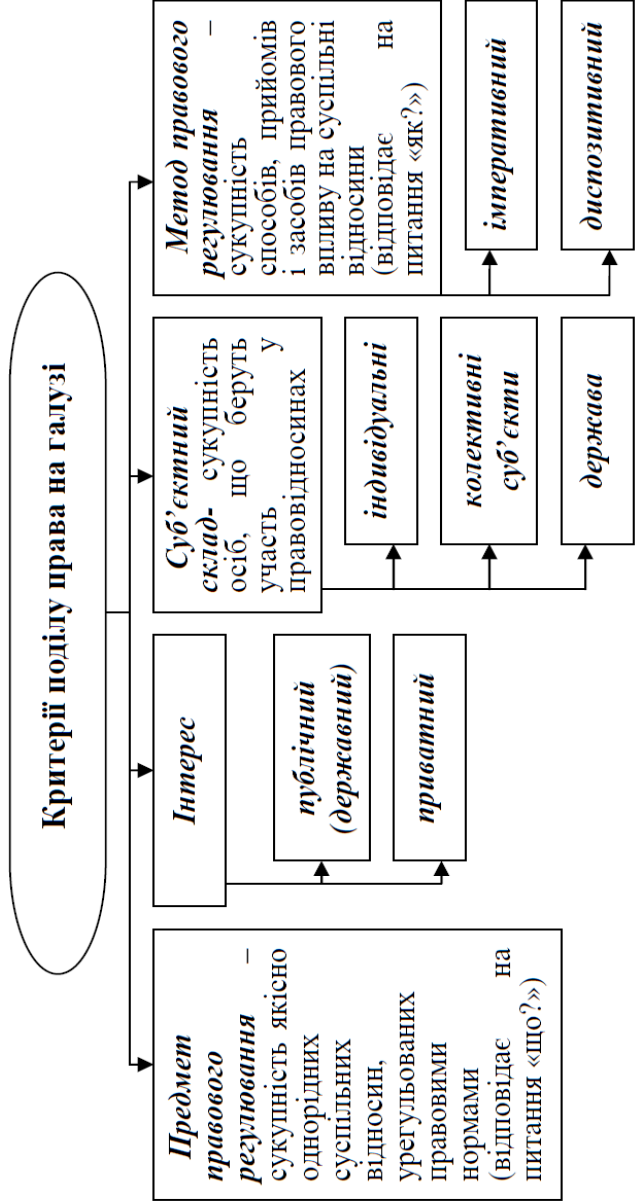 Критерії поділу права на галузі
Предмет
правового
регулювання –
сукупність якісно
однорідних
суспільних
відносин,
урегульованих
правовими
нормами
(відповідає на
питання «що?»)
Інтерес
публічний
(державний)
приватний
Суб’єктний
склад- сукупність
осіб, що беруть
участь у
правовідносинах
індивідуальні
колективні
суб’єкти
держава
Метод правового
регулювання –
сукупність
способів, прийомів
і засобів правового
впливу на суспільні
відносини
(відповідає на
питання «як?»)
імперативний
диспозитивний